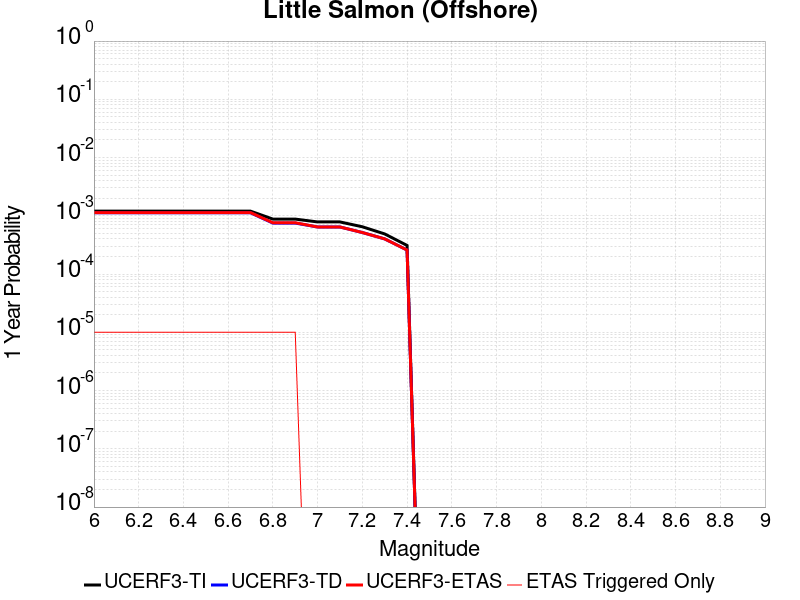 Little Salmon (Offshore)
1 Year Probability
10^0
10^-1
10^-2
10^-3
10^-4
10^-5
10^-6
10^-7
10^-8
6 6.2 6.4 6.6 6.8 7 7.2 7.4 7.6 7.8 8 8.2 8.4 8.6 8.8 9
Magnitude
UCERF3-TI UCERF3-TD UCERF3-ETAS ETAS Triggered Only